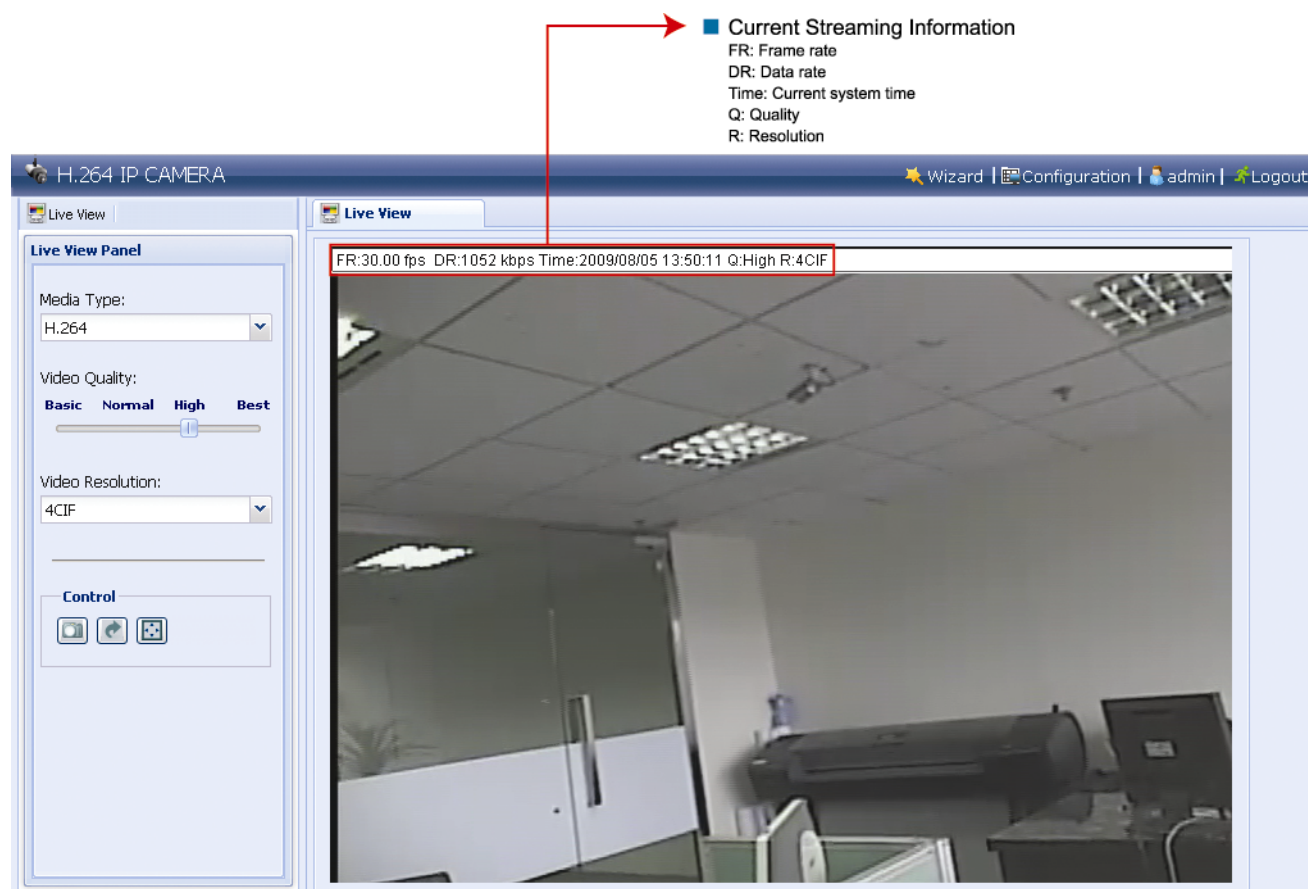 Current Streaming Information
FR: Frame rate
DR: Data rate
Time: Current system time
Q: Quality
R: Resolution
H.264 IP CAMERA
Wizard | Configuration | admin | Logout
Live View
Live View
Live View Panel
FR:30.00 fps DR:1052 kbps Time:2009/08/05 13:50:11 Q:High R:4CIF
Media Type:
H.264
Video Quality:
Basic Normal High Best
Video Resolution:
4CIF
Control